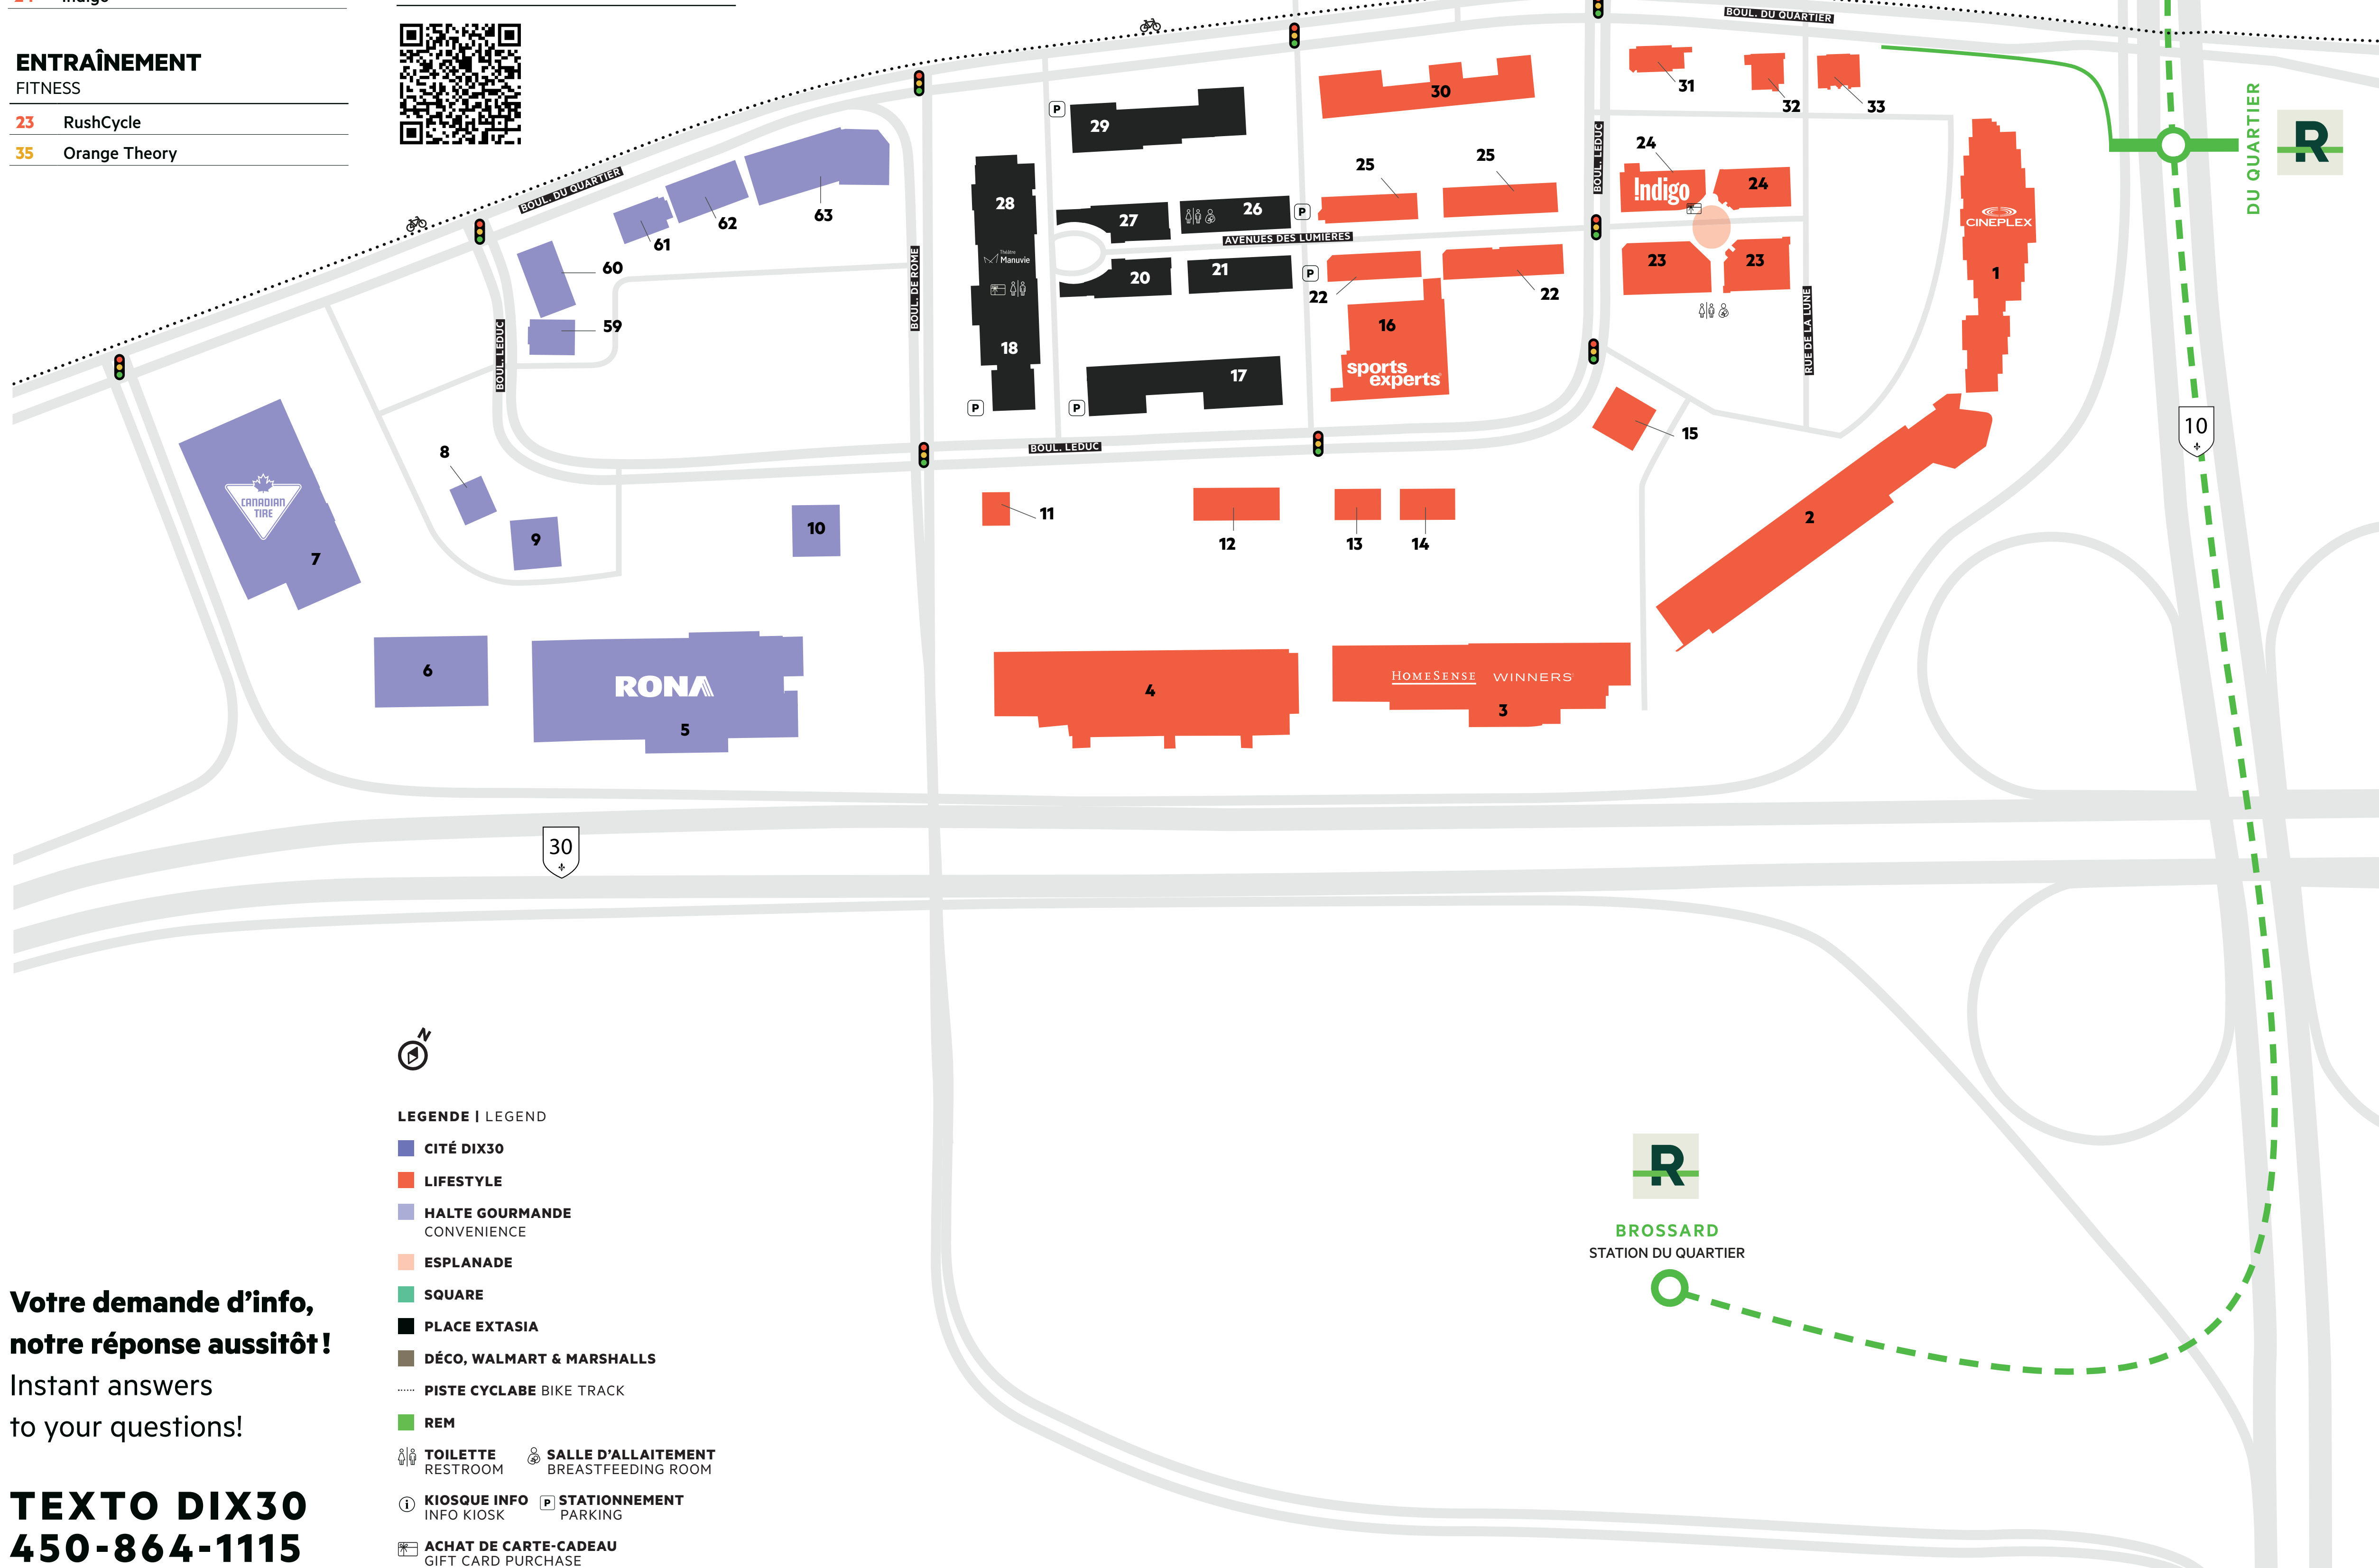 ENTRAÎNEMENT
FITNESS
23 RushCycle
35 Orange Theory
BOUL. DU QUARTIER
BOUL. DU QUARTIER
31
32
33
30
29
28
Théâtre
Manuvie
18
27
26
25
25
24
24
!ndigo
AVENUES DES LUMIERES
20
21
22
22
23
23
16
sports
experts
17
63
62
61
60
59
BOUL. LEDUC
BOUL. DE ROME
BOUL. LEDUC
BOUL. LEDUC
RUE DE LA LUNE
CINEPLEX
1
DU QUARTIER
R
10
P
P
P
P
P
15
2
8
9
10
11
12
13
14
CANADIAN
TIRE
7
6
RONA
5
4
HOMESENSE WINNERS
3
30
N
LEGENDE | LEGEND
CITÉ DIX30
LIFESTYLE
HALTE GOURMANDE
CONVENIENCE
ESPLANADE
SQUARE
PLACE EXTASIA
DÉCO, WALMART & MARSHALLS
PISTE CYCLABE BIKE TRACK
REM
TOILETTE
RESTROOM
SALLE D'ALLAITEMENT
BREASTFEEDING ROOM
KIOSQUE INFO
INFO KIOSK
P STATIONNEMENT
PARKING
ACHAT DE CARTE-CADEAU
GIFT CARD PURCHASE
R
BROSSARD
STATION DU QUARTIER
Votre demande d'info,
notre réponse aussitôt !
Instant answers
to your questions!
TEXTO DIX30
450-864-1115